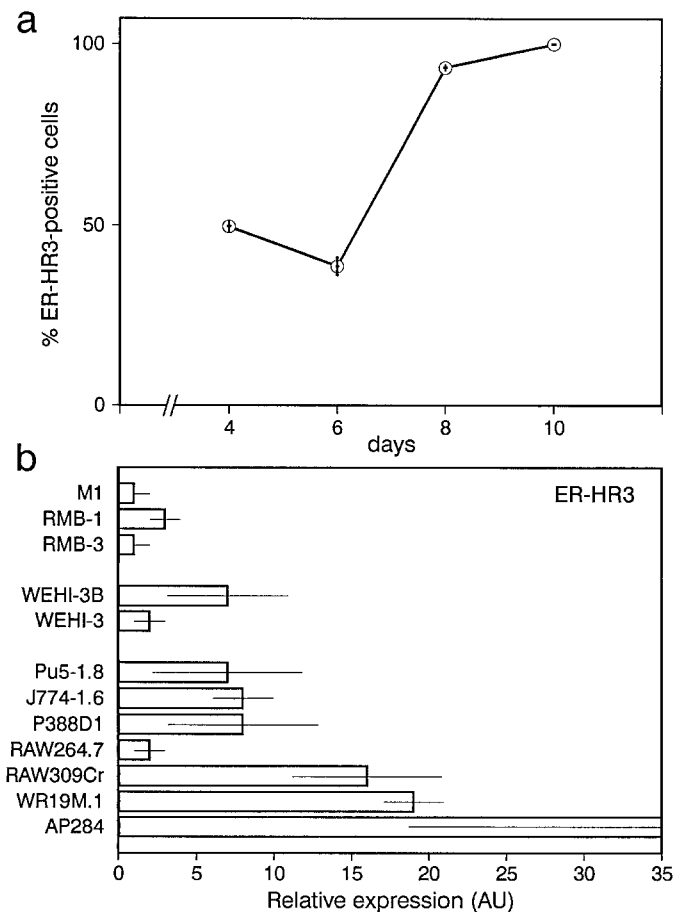 a
100
50
0
% ER-HR3-positive cells
4 6 8 10
days
b
ER-HR3
M1
RMB-1
RMB-3
WEHI-3B
WEHI-3
Pu5-1.8
J774-1.6
P388D1
RAW264.7
RAW309Cr
WR19M.1
AP284
0 5 10 15 20 25 30 35
Relative expression (AU)